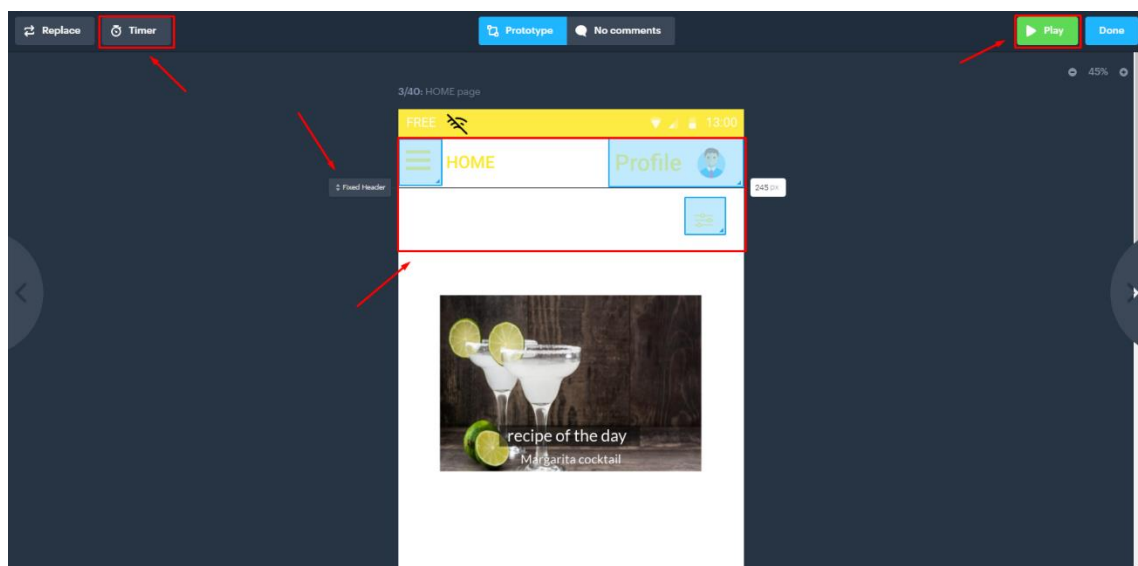 Replace
Timer
Prototype
No comments
Play
Done
45%
3/40: HOME page
FREE
13:00
HOME
Profile
Fixed Header
245 px
recipe of the day
Margarita cocktail